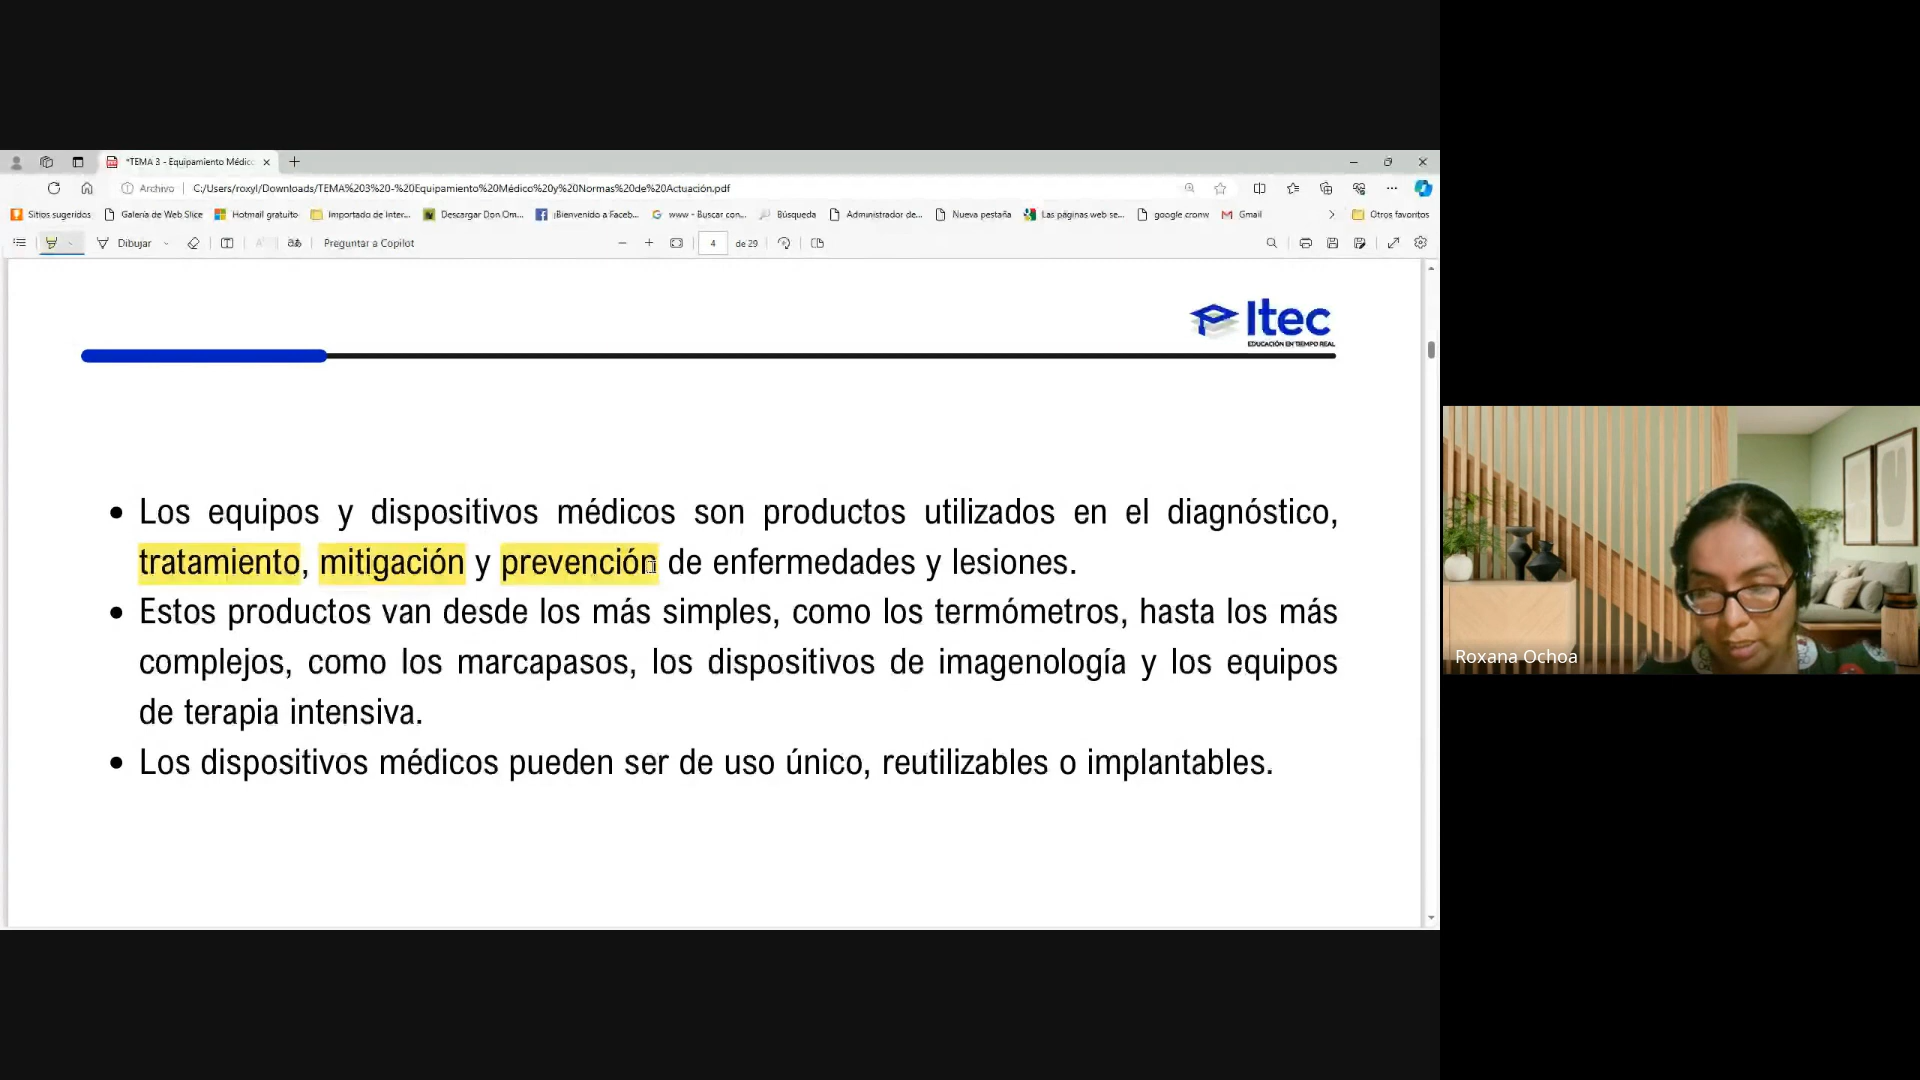 *TEMA 3 - Equipamiento Médic
Archivo C:/Users/roxyl/Downloads/TEMA%203%20-%20Equipamiento%20Médico%20y%20Normas%20de%20Actuación.pdf
Sitios sugeridos Galería de Web Slice Hotmail gratuito Importado de Inter... Descargar Don Om... ¡Bienvenido a Faceb... www - Buscar con... Búsqueda Administrador de... Nueva pestaña Las páginas web se... google cronw Gmail Otros favoritos
Dibujar Preguntar a Copilot 4 de 29
Itec
EDUCACIÓN EN TIEMPO REAL
• Los equipos y dispositivos médicos son productos utilizados en el diagnóstico,
tratamiento, mitigación y prevención de enfermedades y lesiones.
• Estos productos van desde los más simples, como los termómetros, hasta los más
complejos, como los marcapasos, los dispositivos de imagenología y los equipos
de terapia intensiva.
• Los dispositivos médicos pueden ser de uso único, reutilizables o implantables.
Roxana Ochoa